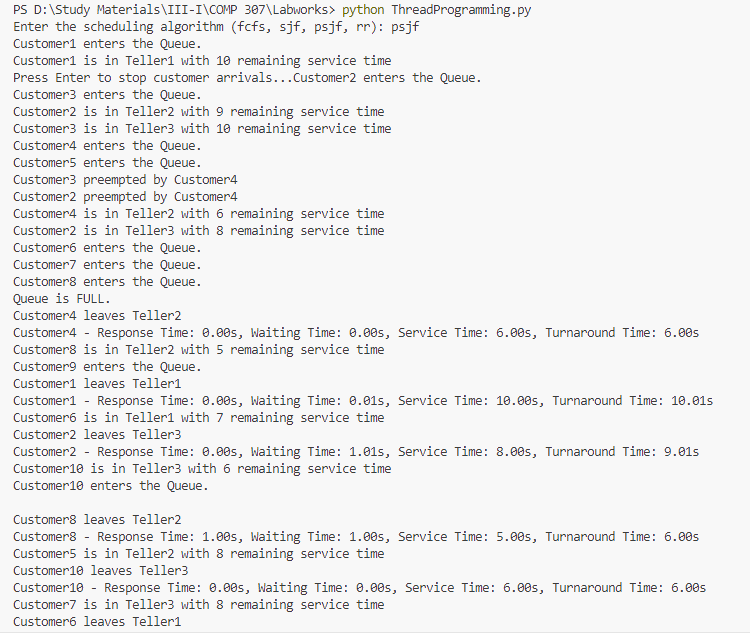 PS D:\Study Materials\III-I\COMP 307\Labworks> python ThreadProgramming.py
Enter the scheduling algorithm (fcfs, sjf, psjf, rr): psjf
Customer1 enters the Queue.
Customer1 is in Teller1 with 10 remaining service time
Press Enter to stop customer arrivals...Customer2 enters the Queue.
Customer3 enters the Queue.
Customer2 is in Teller2 with 9 remaining service time
Customer3 is in Teller3 with 10 remaining service time
Customer4 enters the Queue.
Customer5 enters the Queue.
Customer3 preempted by Customer4
Customer2 preempted by Customer4
Customer4 is in Teller2 with 6 remaining service time
Customer2 is in Teller3 with 8 remaining service time
Customer6 enters the Queue.
Customer7 enters the Queue.
Customer8 enters the Queue.
Queue is FULL.
Customer4 leaves Teller2
Customer4 - Response Time: 0.00s, Waiting Time: 0.00s, Service Time: 6.00s, Turnaround Time: 6.00s
Customer8 is in Teller2 with 5 remaining service time
Customer9 enters the Queue.
Customer1 leaves Teller1
Customer1 - Response Time: 0.00s, Waiting Time: 0.01s, Service Time: 10.00s, Turnaround Time: 10.01s
Customer6 is in Teller1 with 7 remaining service time
Customer2 leaves Teller3
Customer2 - Response Time: 0.00s, Waiting Time: 1.01s, Service Time: 8.00s, Turnaround Time: 9.01s
Customer10 is in Teller3 with 6 remaining service time
Customer10 enters the Queue.

Customer8 leaves Teller2
Customer8 - Response Time: 1.00s, Waiting Time: 1.00s, Service Time: 5.00s, Turnaround Time: 6.00s
Customer5 is in Teller2 with 8 remaining service time
Customer10 leaves Teller3
Customer10 - Response Time: 0.00s, Waiting Time: 0.00s, Service Time: 6.00s, Turnaround Time: 6.00s
Customer7 is in Teller3 with 8 remaining service time
Customer6 leaves Teller1